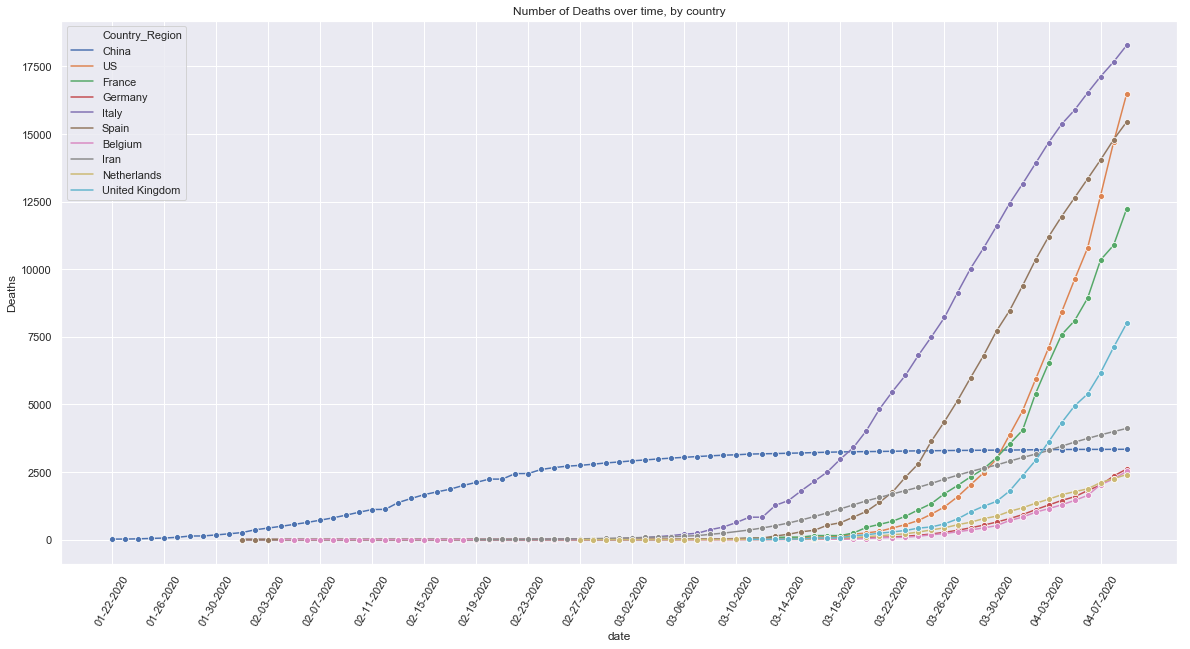 Number of Deaths over time, by country
Country_Region
China
US
France
Germany
Italy
Spain
Belgium
Iran
Netherlands
United Kingdom
Deaths
17500
15000
12500
10000
7500
5000
2500
0
01-22-2020
01-26-2020
01-30-2020
02-03-2020
02-07-2020
02-11-2020
02-15-2020
02-19-2020
02-23-2020
02-27-2020
03-02-2020
03-06-2020
03-10-2020
03-14-2020
03-18-2020
03-22-2020
03-26-2020
03-30-2020
04-03-2020
04-07-2020
date